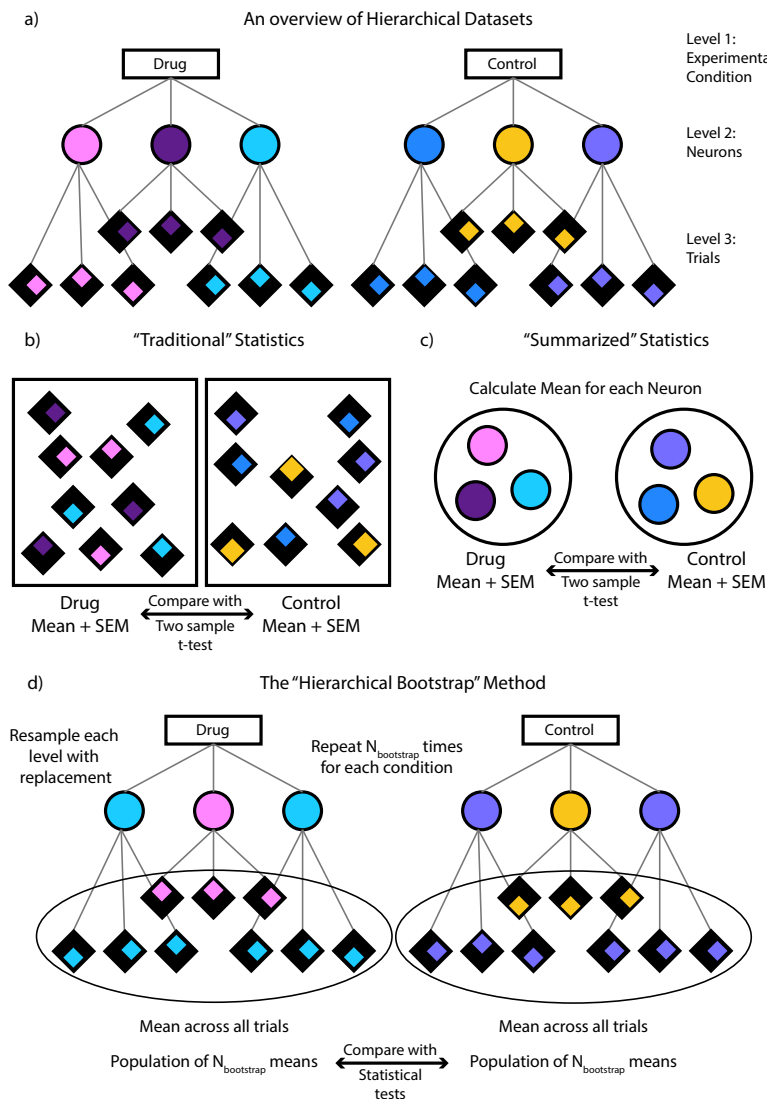 a)
An overview of Hierarchical Datasets
Drug
Control
Level 1:
Experimenta
Condition
Level 2:
Neurons
Level 3:
Trials
b)
“Traditional” Statistics
Drug
Mean + SEM
Compare with
Two sample
t-test
Control
Mean + SEM
c)
“Summarized” Statistics
Calculate Mean for each Neuron
Drug
Mean + SEM
Compare with
Two sample
t-test
Control
Mean + SEM
d)
The “Hierarchical Bootstrap” Method
Resample each
level with
replacement
Drug
Repeat Nbootstrap times
for each condition
Control
Mean across all trials
Mean across all trials
Population of Nbootstrap means
Compare with
Statistical
tests
Population of Nbootstrap means